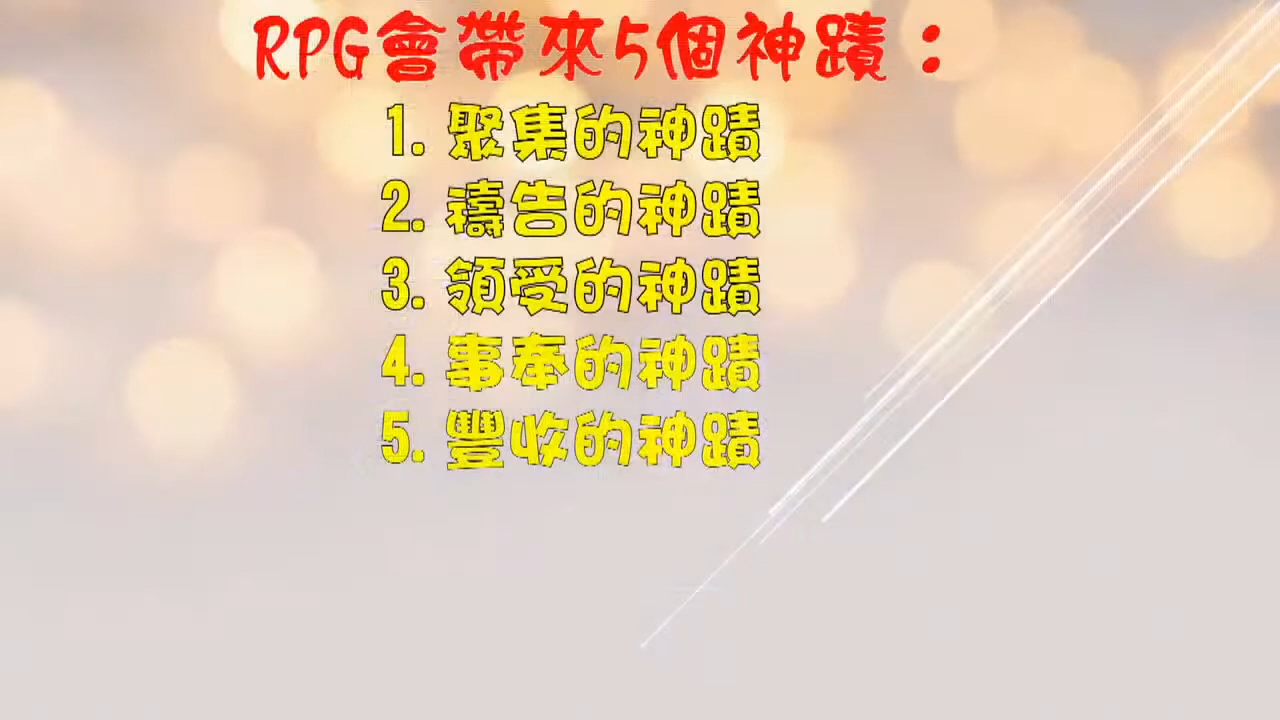 RPG會帶來5個神蹟：
1. 聚集的神蹟
2. 禱告的神蹟
3. 領受的神蹟
4. 事奉的神蹟
5. 豐收的神蹟